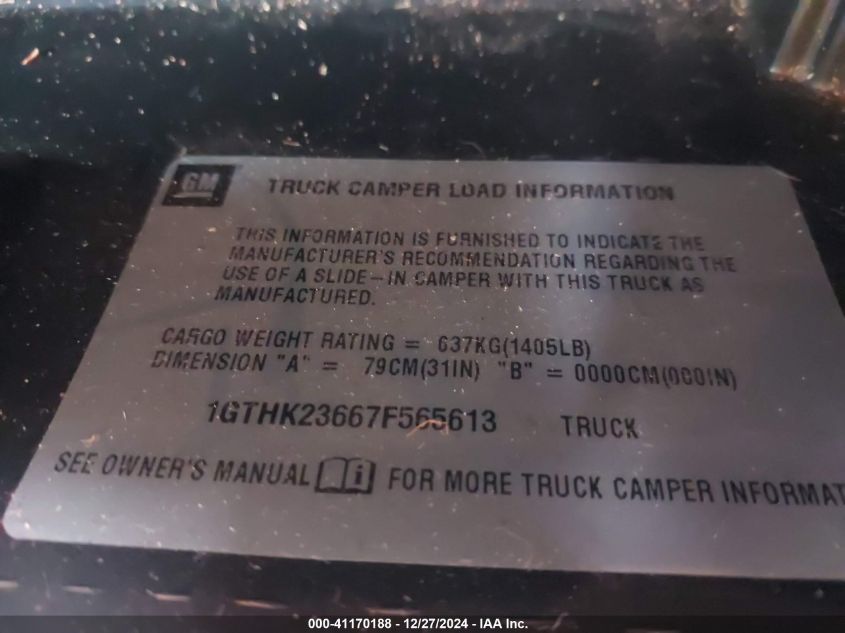 GM TRUCK CAMPER LOAD INFORMATION
THIS INFORMATION IS FURNISHED TO INDICATE THE
MANUFACTURER'S RECOMMENDATION REGARDING THE
USE OF A SLIDE-IN CAMPER WITH THIS TRUCK AS
MANUFACTURED.
CARGO WEIGHT RATING = 637KG(1405LB)
DIMENSION "A" = 79CM(31IN) "B" = 0000CM(000IN)
1GTHK23667F565613 TRUCK
SEE OWNER'S MANUAL FOR MORE TRUCK CAMPER INFORMAT
000-41170188 - 12/27/2024 - IAA Inc.